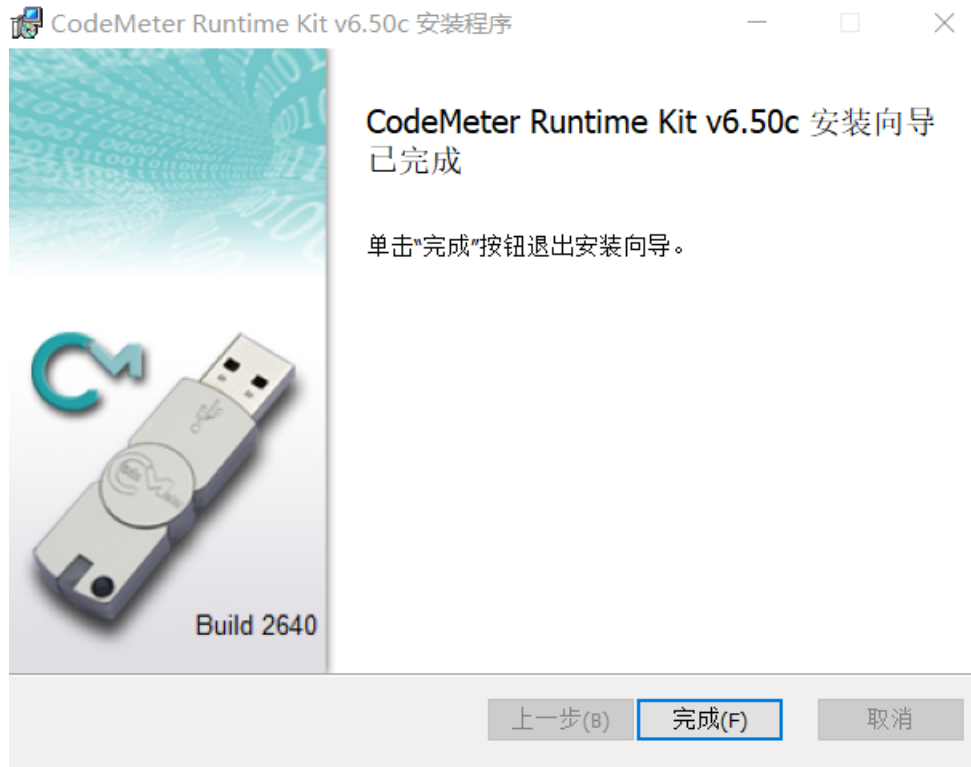 CodeMeter Runtime Kit v6.50c 安装程序
CodeMeter Runtime Kit v6.50c 安装向导
已完成
单击“完成”按钮退出安装向导。
CM
Build 2640
上一步(B)
完成(F)
取消